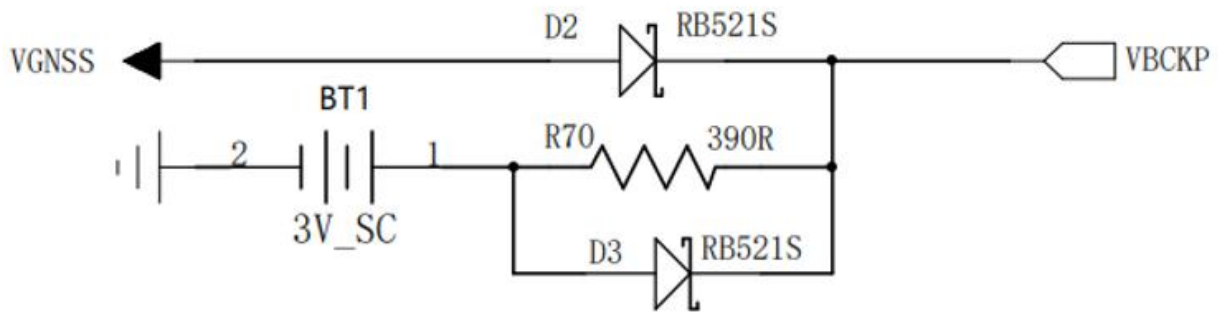 D2 RB521S
VGNSS VBCKP
BT1
R70 390R
2 1
3V_SC
D3 RB521S